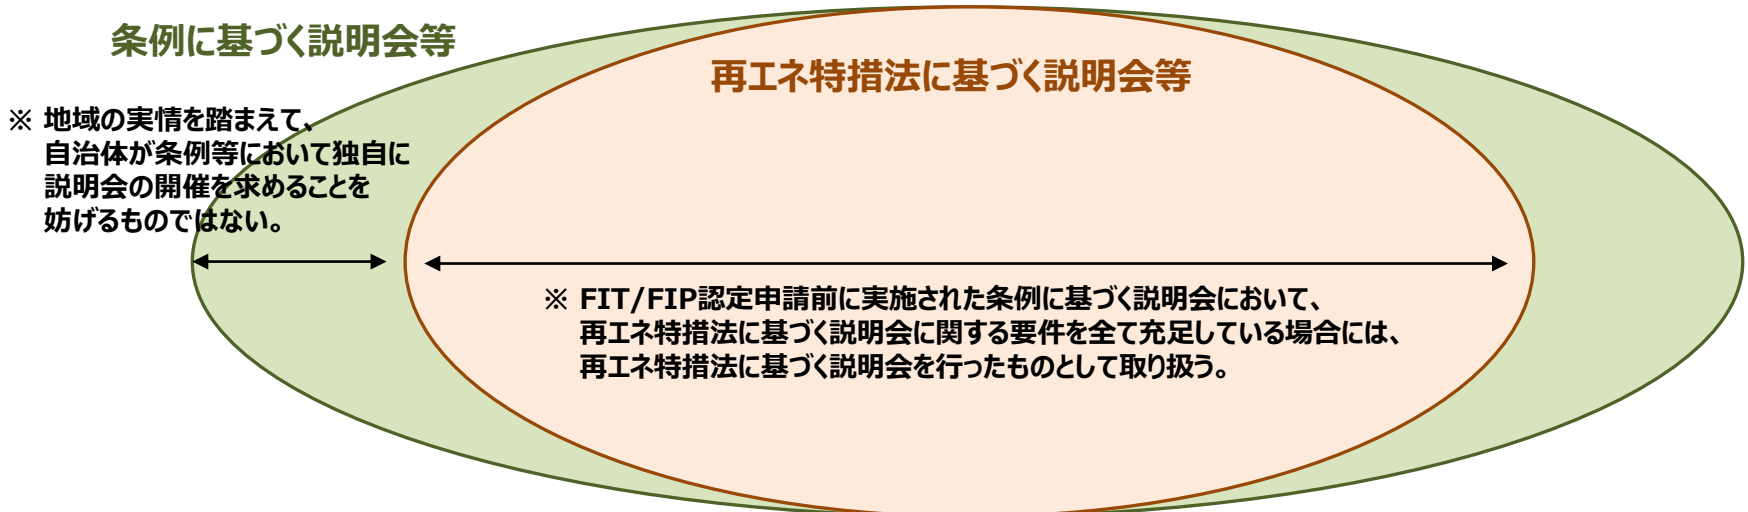 条例に基づく説明会等
再エネ特措法に基づく説明会等
※ 地域の実情を踏まえて、
自治体が条例等において独自に
説明会の開催を求めることを
妨げるものではない。
※ FIT/FIP認定申請前に実施された条例に基づく説明会において、
再エネ特措法に基づく説明会に関する要件を全て充足している場合には、
再エネ特措法に基づく説明会を行ったものとして取り扱う。